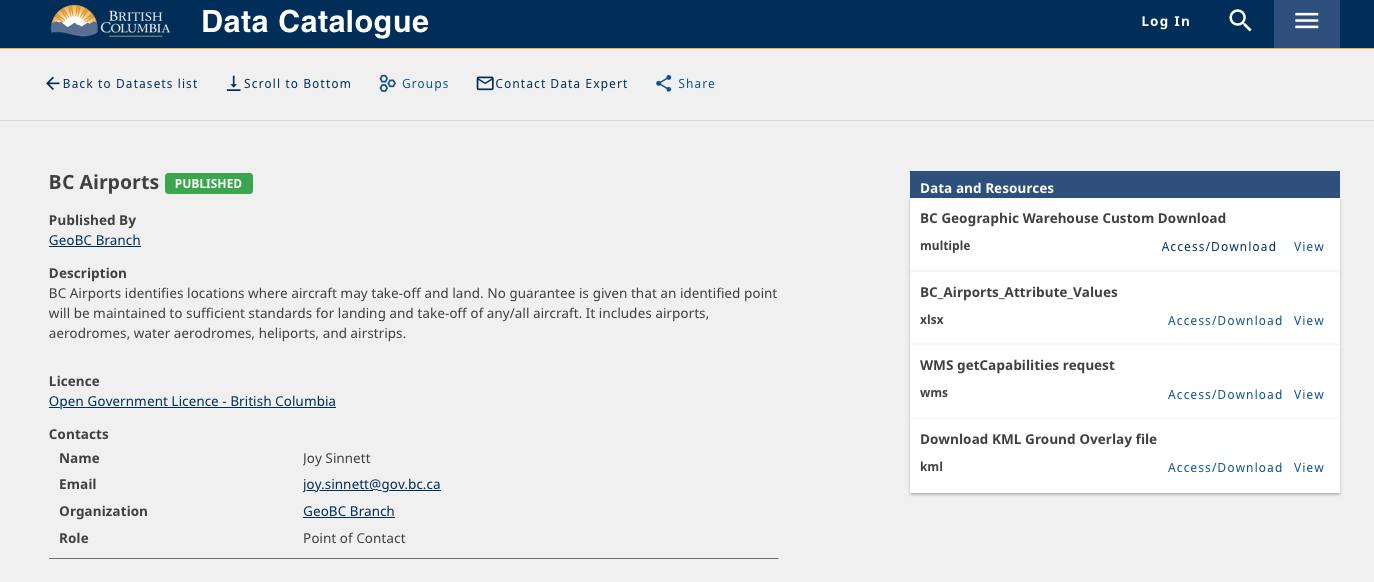 BRITISH COLUMBIA
Data Catalogue
Log In
Back to Datasets list
Scroll to Bottom
Groups
Contact Data Expert
Share
BC Airports PUBLISHED
Published By
GeoBC Branch
Description
BC Airports identifies locations where aircraft may take-off and land. No guarantee is given that an identified point
will be maintained to sufficient standards for landing and take-off of any/all aircraft. It includes airports,
aerodromes, water aerodromes, heliports, and airstrips.
Licence
Open Government Licence - British Columbia
Contacts
Name Joy Sinnett
Email joy.sinnett@gov.bc.ca
Organization GeoBC Branch
Role Point of Contact
Data and Resources
BC Geographic Warehouse Custom Download
multiple Access/Download View
BC_Airports_Attribute_Values
xlsx Access/Download View
WMS getCapabilities request
wms Access/Download View
Download KML Ground Overlay file
kml Access/Download View